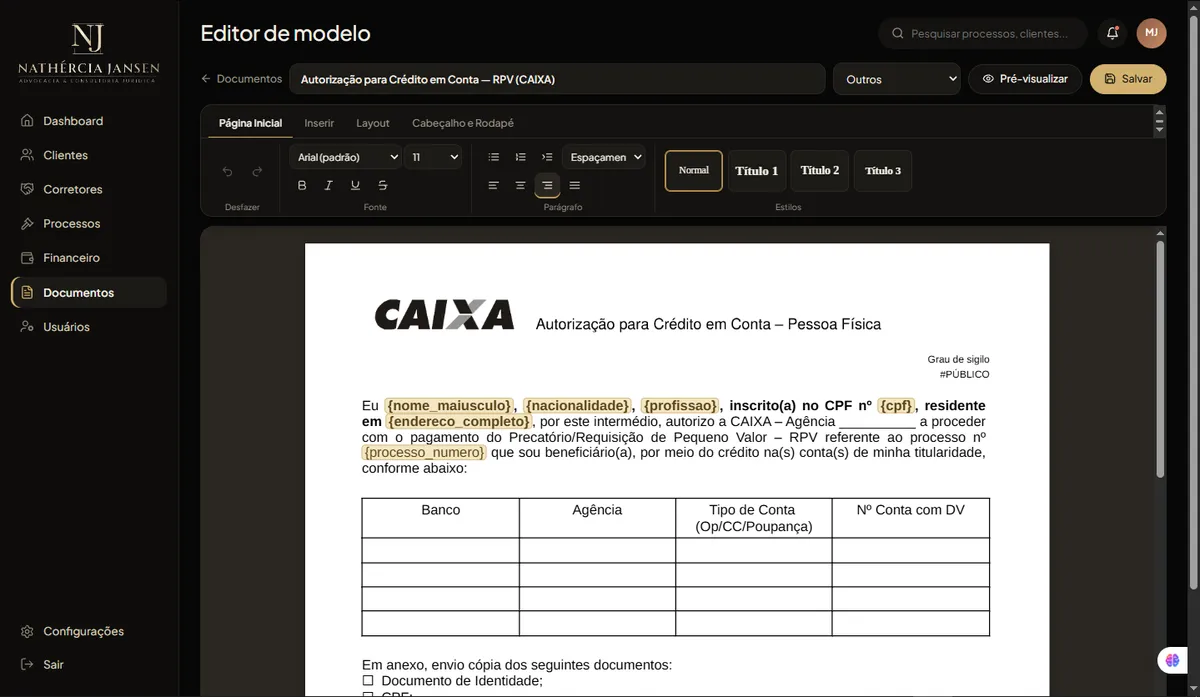 NJ
NATHÉRCIA JANSEN
ADVOCACIA & CONSULTORIA JURÍDICA
Dashboard
Clientes
Corretores
Processos
Financeiro
Documentos
Usuários
Configurações
Sair
Editor de modelo
Pesquisar processos, clientes...
MJ
Documentos
Autorização para Crédito em Conta — RPV (CAIXA)
Outros
Pré-visualizar
Salvar
Página Inicial
Inserir
Layout
Cabeçalho e Rodapé
Arial (padrão)
11
Espaçamen
B I U S
Desfazer
Fonte
Parágrafo
Normal
Título 1
Título 2
Título 3
Estilos
CAIXA
Autorização para Crédito em Conta – Pessoa Física
Grau de sigilo
#PÚBLICO
Eu {nome_maiusculo}, {nacionalidade}, {profissao}, inscrito(a) no CPF nº {cpf}, residente
em {endereco_completo}, por este intermédio, autorizo a CAIXA – Agência __________ a proceder
com o pagamento do Precatório/Requisição de Pequeno Valor – RPV referente ao processo nº
{processo_numero} que sou beneficiário(a), por meio do crédito na(s) conta(s) de minha titularidade,
conforme abaixo:
Banco
Agência
Tipo de Conta
(Op/CC/Poupança)
Nº Conta com DV
Em anexo, envio cópia dos seguintes documentos:
☐ Documento de Identidade;
☐ CPF;